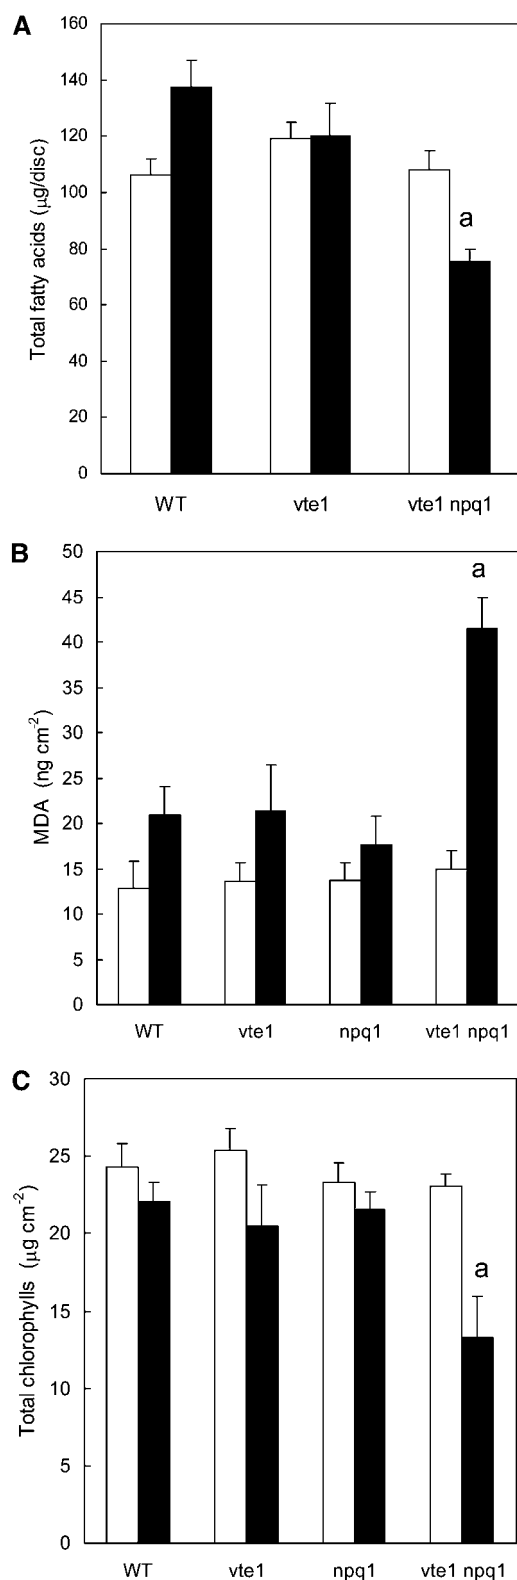 A
160
140
120
100
80
60
40
20
0
Total fatty acids (µg/disc)
a
WT vte1 vte1 npq1
B
50
45
40
35
30
25
20
15
10
5
0
MDA (ng cm⁻²)
a
WT vte1 npq1 vte1 npq1
C
30
25
20
15
10
5
0
Total chlorophylls (µg cm⁻²)
a
WT vte1 npq1 vte1 npq1